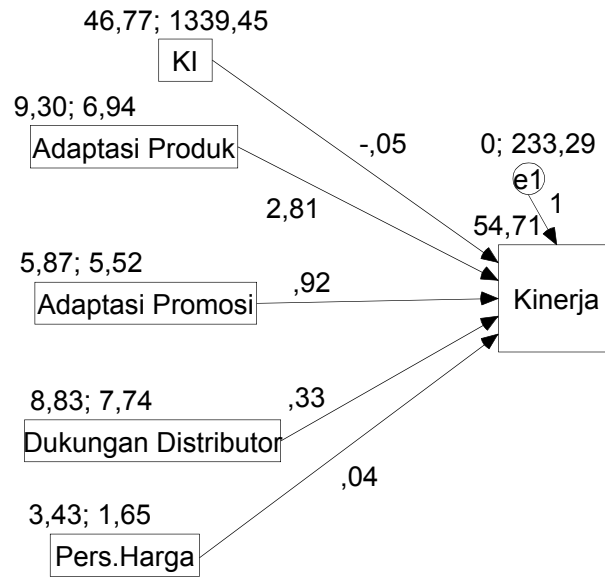 46,77; 1339,45
KI
9,30; 6,94
Adaptasi Produk
-,05
0; 233,29
e1
1
2,81
54,71
5,87; 5,52
Adaptasi Promosi
,92
Kinerja
8,83; 7,74
,33
Dukungan Distributor
,04
3,43; 1,65
Pers.Harga